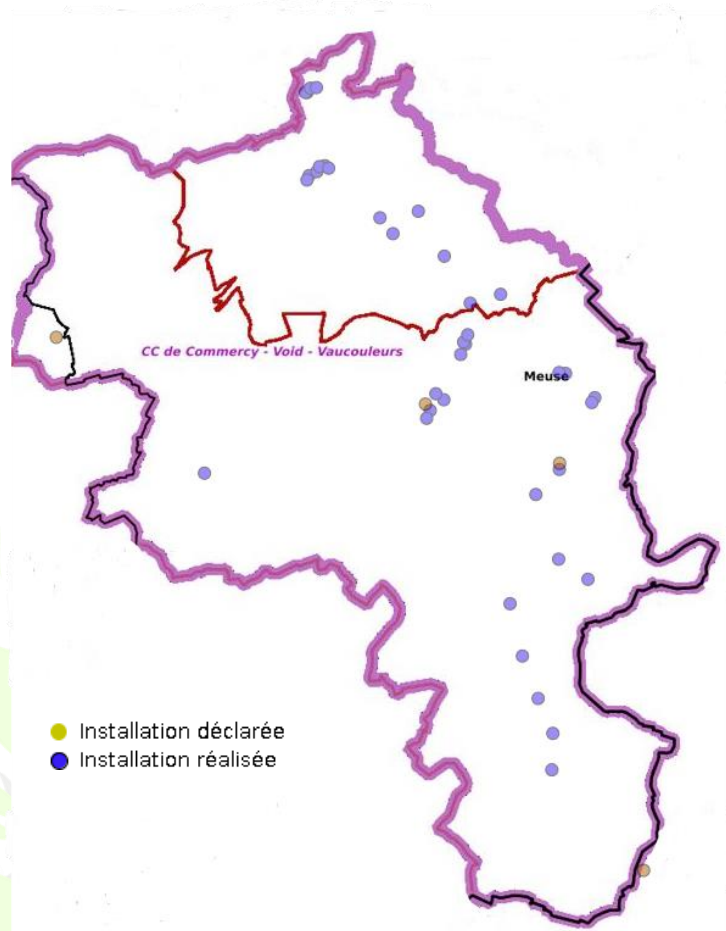 CC de Commercy - Void - Vaucouleurs
Meuse
Installation déclarée
Installation réalisée